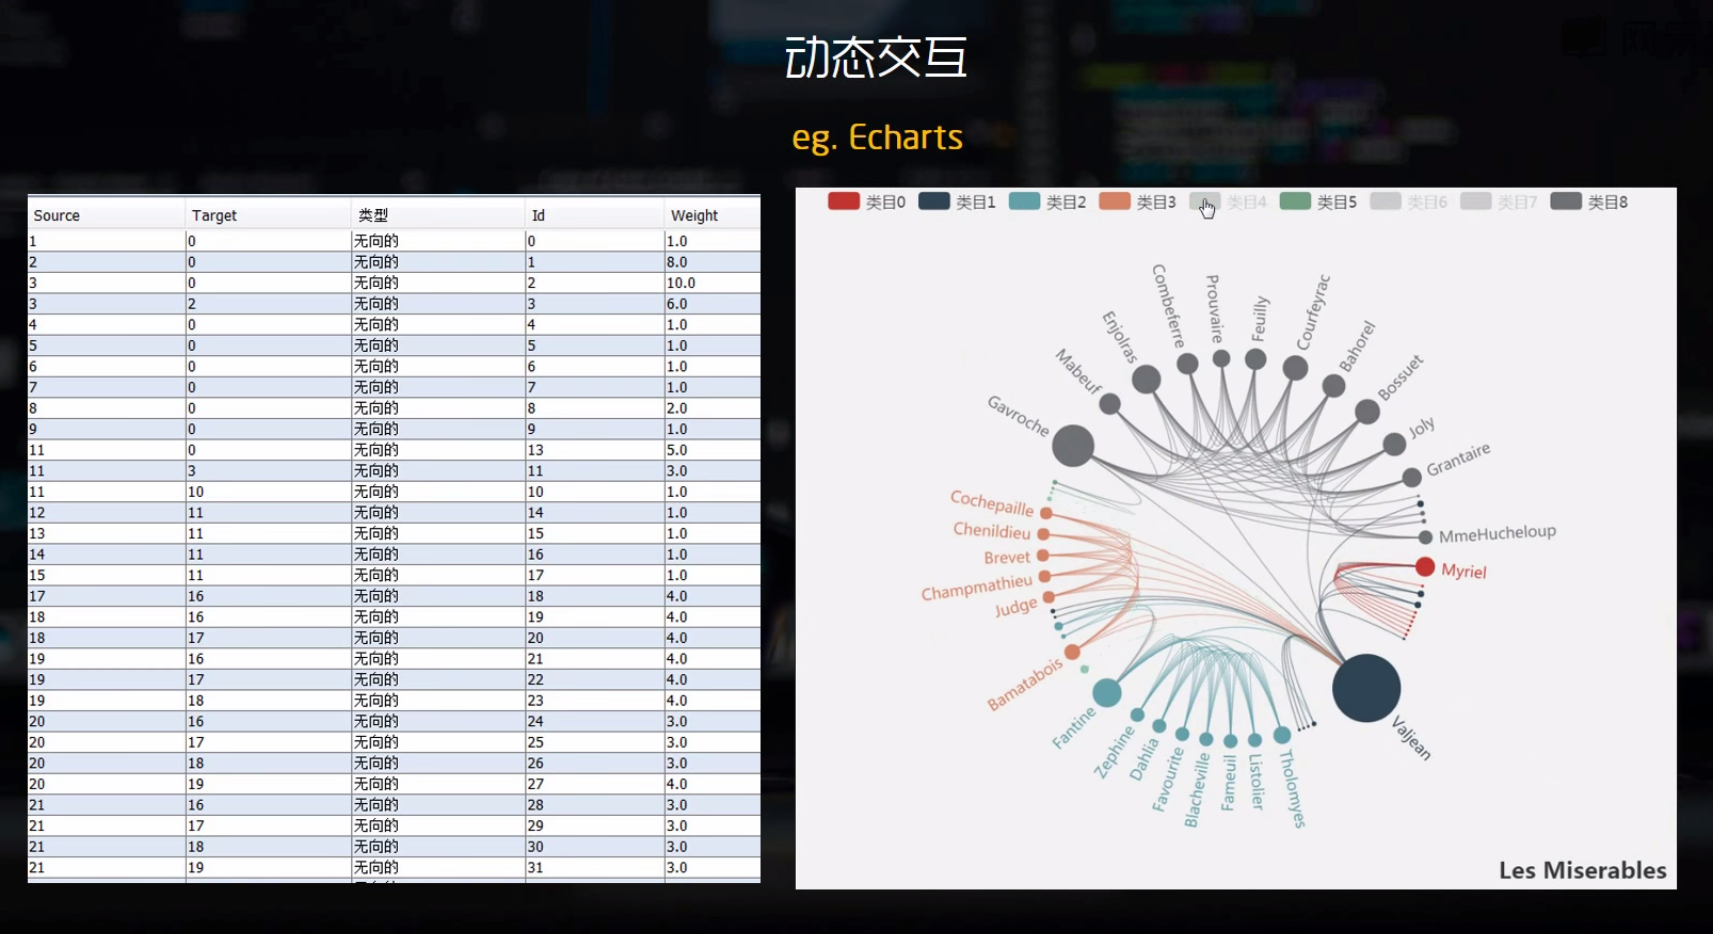 动态交互
eg. Echarts
Source Target 类型 Id Weight
1 0 无向的 0 1.0
2 0 无向的 1 8.0
3 0 无向的 2 10.0
3 2 无向的 3 6.0
4 0 无向的 4 1.0
5 0 无向的 5 1.0
6 0 无向的 6 1.0
7 0 无向的 7 1.0
8 0 无向的 8 2.0
9 0 无向的 9 1.0
11 0 无向的 13 5.0
11 3 无向的 11 3.0
11 10 无向的 10 1.0
12 11 无向的 14 1.0
13 11 无向的 15 1.0
14 11 无向的 16 1.0
15 11 无向的 17 1.0
17 16 无向的 18 4.0
18 16 无向的 19 4.0
18 17 无向的 20 4.0
19 16 无向的 21 4.0
19 17 无向的 22 4.0
19 18 无向的 23 4.0
20 16 无向的 24 3.0
20 17 无向的 25 3.0
20 18 无向的 26 3.0
20 19 无向的 27 4.0
21 16 无向的 28 3.0
21 17 无向的 29 3.0
21 18 无向的 30 3.0
21 19 无向的 31 3.0
类目0 类目1 类目2 类目3 类目4 类目5 类目6 类目7 类目8
Gavroche
Mabeuf
Enjolras
Combeferre
Prouvaire
Feuilly
Courfeyrac
Bahorel
Bossuet
Joly
Grantaire
MmeHucheloup
Myriel
Valjean
Tholomyes
Listolier
Fameuil
Blacheville
Favourite
Dahlia
Zephine
Fantine
Bamatabois
Judge
Champmathieu
Brevet
Chenildieu
Cochepaille
Les Miserables